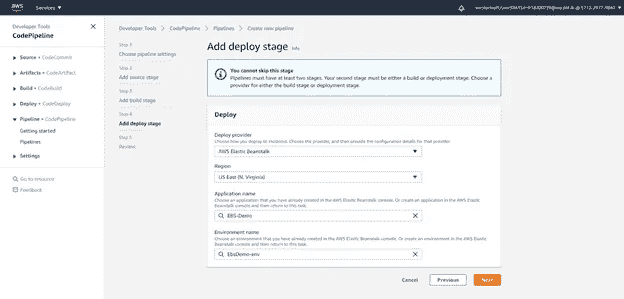 aws
Services
Developer Tools
CodePipeline
Source • CodeCommit
Artifacts • CodeArtifact
Build • CodeBuild
Deploy • CodeDeploy
Pipeline • CodePipeline
Getting started
Pipelines
Settings
Go to resource
Feedback
Developer Tools > CodePipeline > Pipelines > Create new pipeline
Step 1
Choose pipeline settings
Step 2
Add source stage
Step 3
Add build stage
Step 4
Add deploy stage
Step 5
Review
Add deploy stage Info
You cannot skip this stage
Pipelines must have at least two stages. Your second stage must be either a build or deployment stage. Choose a
provider for either the build stage or deployment stage.
Deploy
Deploy provider
Choose how you deploy to instances. Choose the provider, and then provide the configuration details for that provider.
AWS Elastic Beanstalk
Region
US East (N. Virginia)
Application name
Choose an application that you have already created in the AWS Elastic Beanstalk console. Or create an application in the AWS Elastic
Beanstalk console and then return to this task.
EBS-Demo
Environment name
Choose an environment that you have already created in the AWS Elastic Beanstalk console. Or create an environment in the AWS Elastic
Beanstalk console and then return to this task.
EbsDemo-env
Cancel
Previous
Next